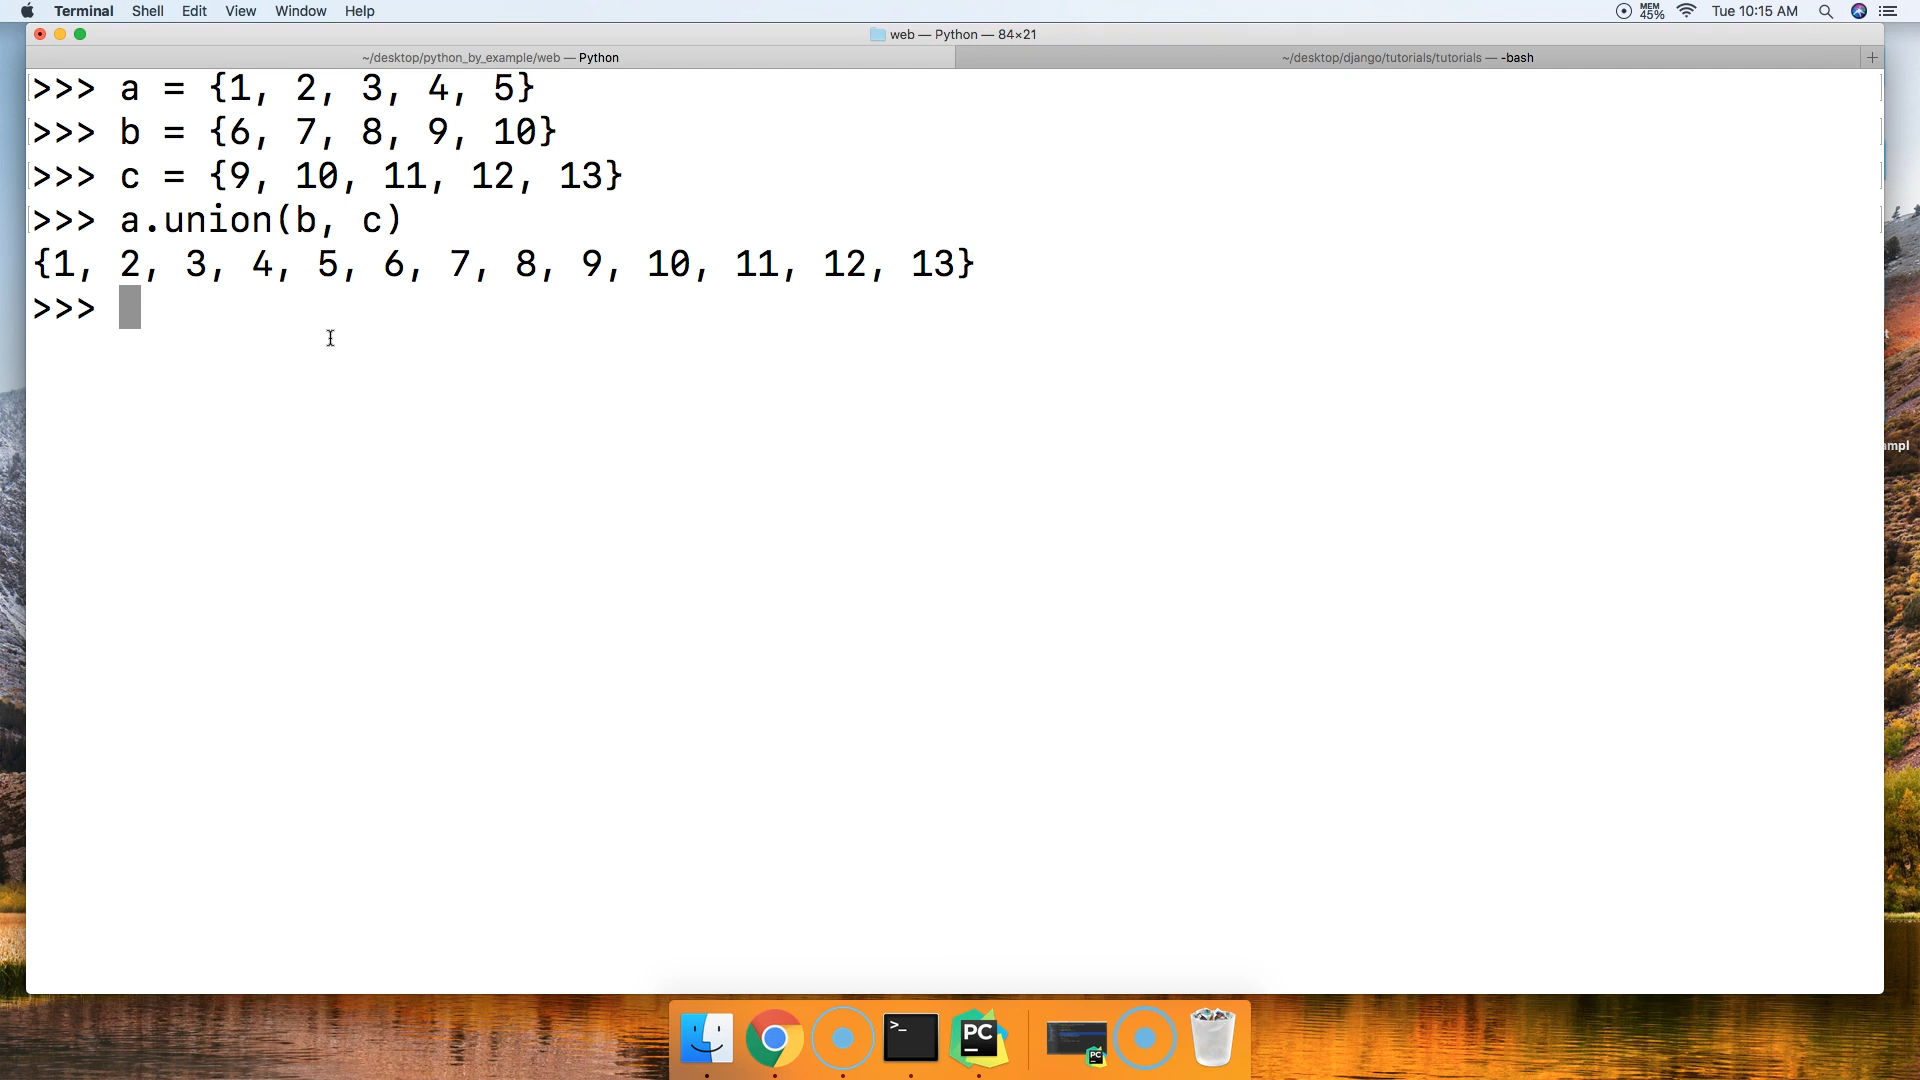 Terminal Shell Edit View Window Help MEM 45% Tue 10:15 AM
web — Python — 84×21
~/desktop/python_by_example/web — Python ~/desktop/django/tutorials/tutorials — -bash +
>>> a = {1, 2, 3, 4, 5}
>>> b = {6, 7, 8, 9, 10}
>>> c = {9, 10, 11, 12, 13}
>>> a.union(b, c)
{1, 2, 3, 4, 5, 6, 7, 8, 9, 10, 11, 12, 13}
>>>
mpl
>_ PC PC